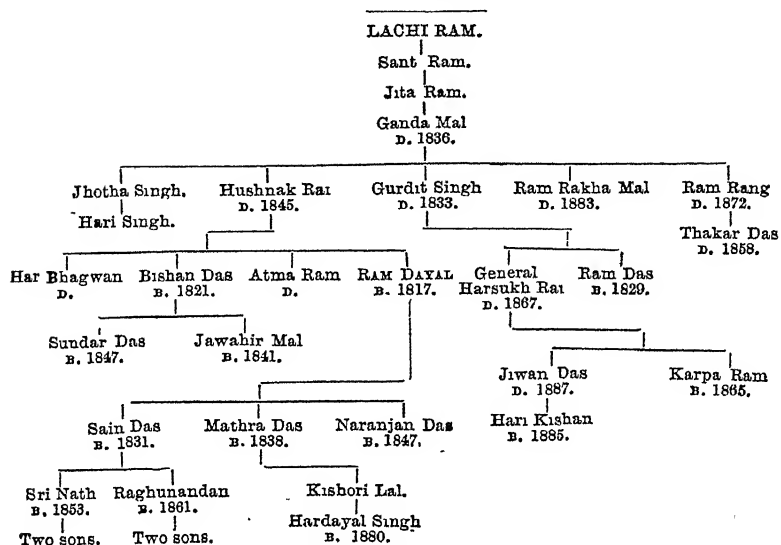 LACHI RAM.
Sant Ram.
Jita Ram.
Ganda Mal
D. 1836.
Jhotha Singh. Hushnak Rai Gurdit Singh Ram Rakha Mal Ram Rang
D. 1845. D. 1833. D. 1883. D. 1872.
Hari Singh. Thakar Das
D. 1858.
Har Bhagwan Bishan Das Atma Ram RAM DAYAL General Ram Das
D. B. 1821. D. B. 1817. Harsukh Rai B. 1829.
D. 1867.
Sundar Das Jawahir Mal
B. 1847. B. 1841.
Jiwan Das Karpa Ram
D. 1887. B. 1865.
Hari Kishan
B. 1885.
Sain Das Mathra Das Naranjan Das
B. 1831. B. 1838. B. 1847.
Sri Nath Raghunandan Kishori Lal.
B. 1853. B. 1861.
Hardayal Singh
Two sons. Two sons. B. 1880.